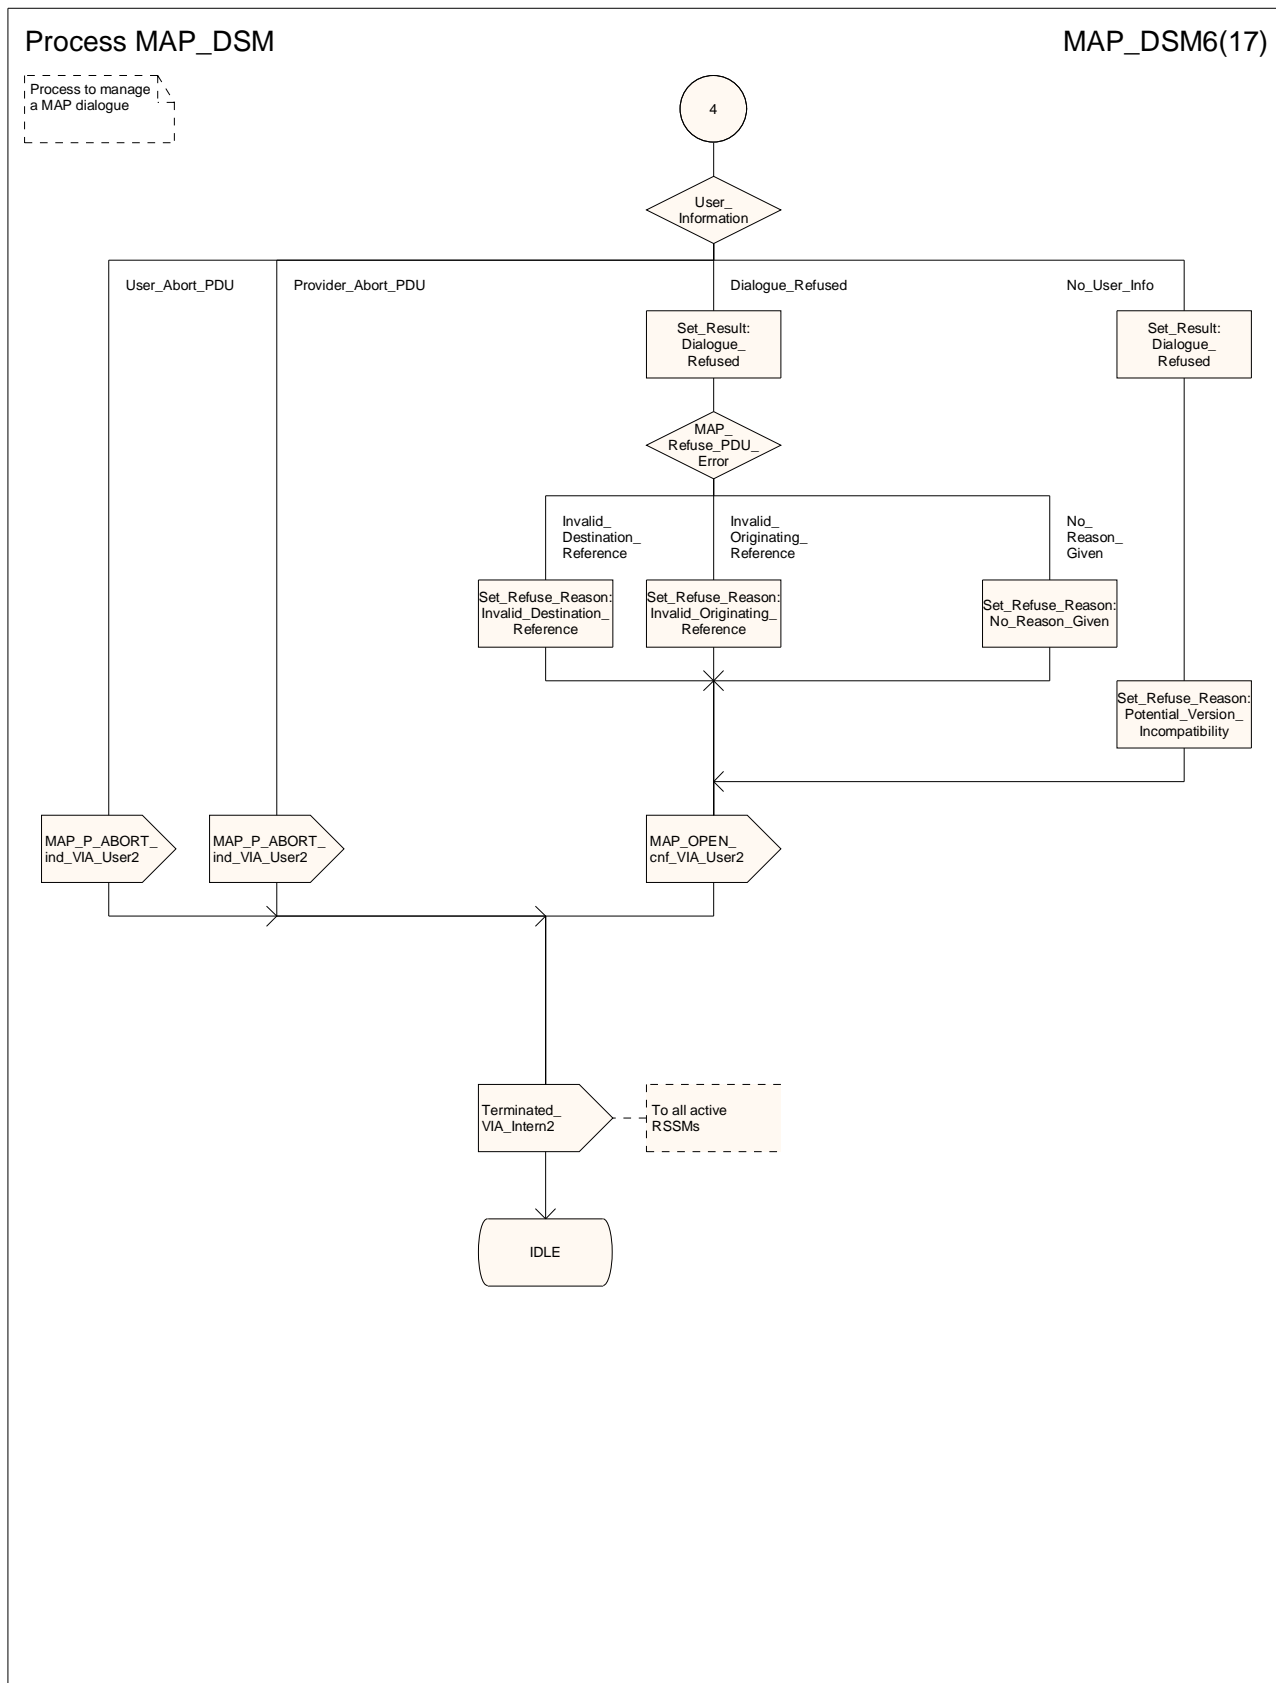 Process MAP_DSM
MAP_DSM6(17)
Process to manage
a MAP dialogue
4
User_
Information
User_Abort_PDU
Provider_Abort_PDU
Dialogue_Refused
No_User_Info
Set_Result:
Dialogue_
Refused
Set_Result:
Dialogue_
Refused
MAP_
Refuse_PDU_
Error
Invalid_
Destination_
Reference
Invalid_
Originating_
Reference
No_
Reason_
Given
Set_Refuse_Reason:
Invalid_Destination_
Reference
Set_Refuse_Reason:
Invalid_Originating_
Reference
Set_Refuse_Reason:
No_Reason_Given
Set_Refuse_Reason:
Potential_Version_
Incompatibility
MAP_P_ABORT_
ind_VIA_User2
MAP_P_ABORT_
ind_VIA_User2
MAP_OPEN_
cnf_VIA_User2
Terminated_
VIA_Intern2
To all active
RSSMs
IDLE